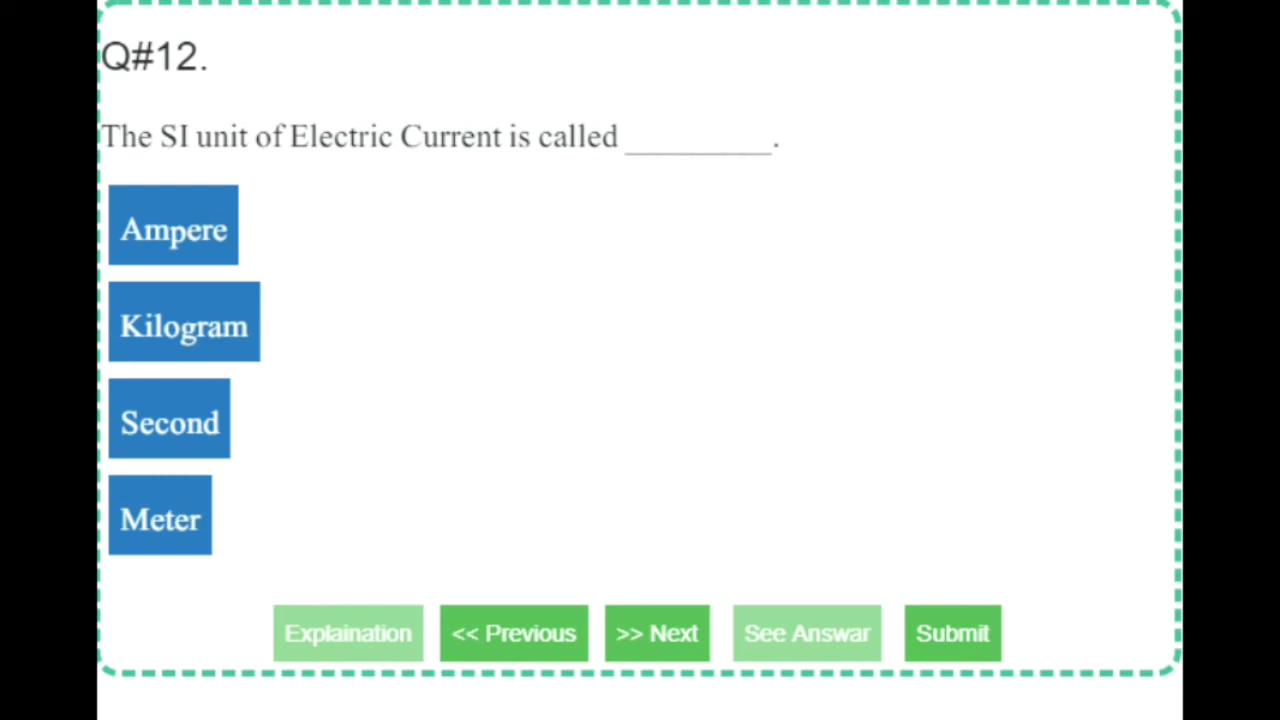 Q#12.
The SI unit of Electric Current is called _________.
Ampere
Kilogram
Second
Meter
Explaination << Previous >> Next See Answar Submit